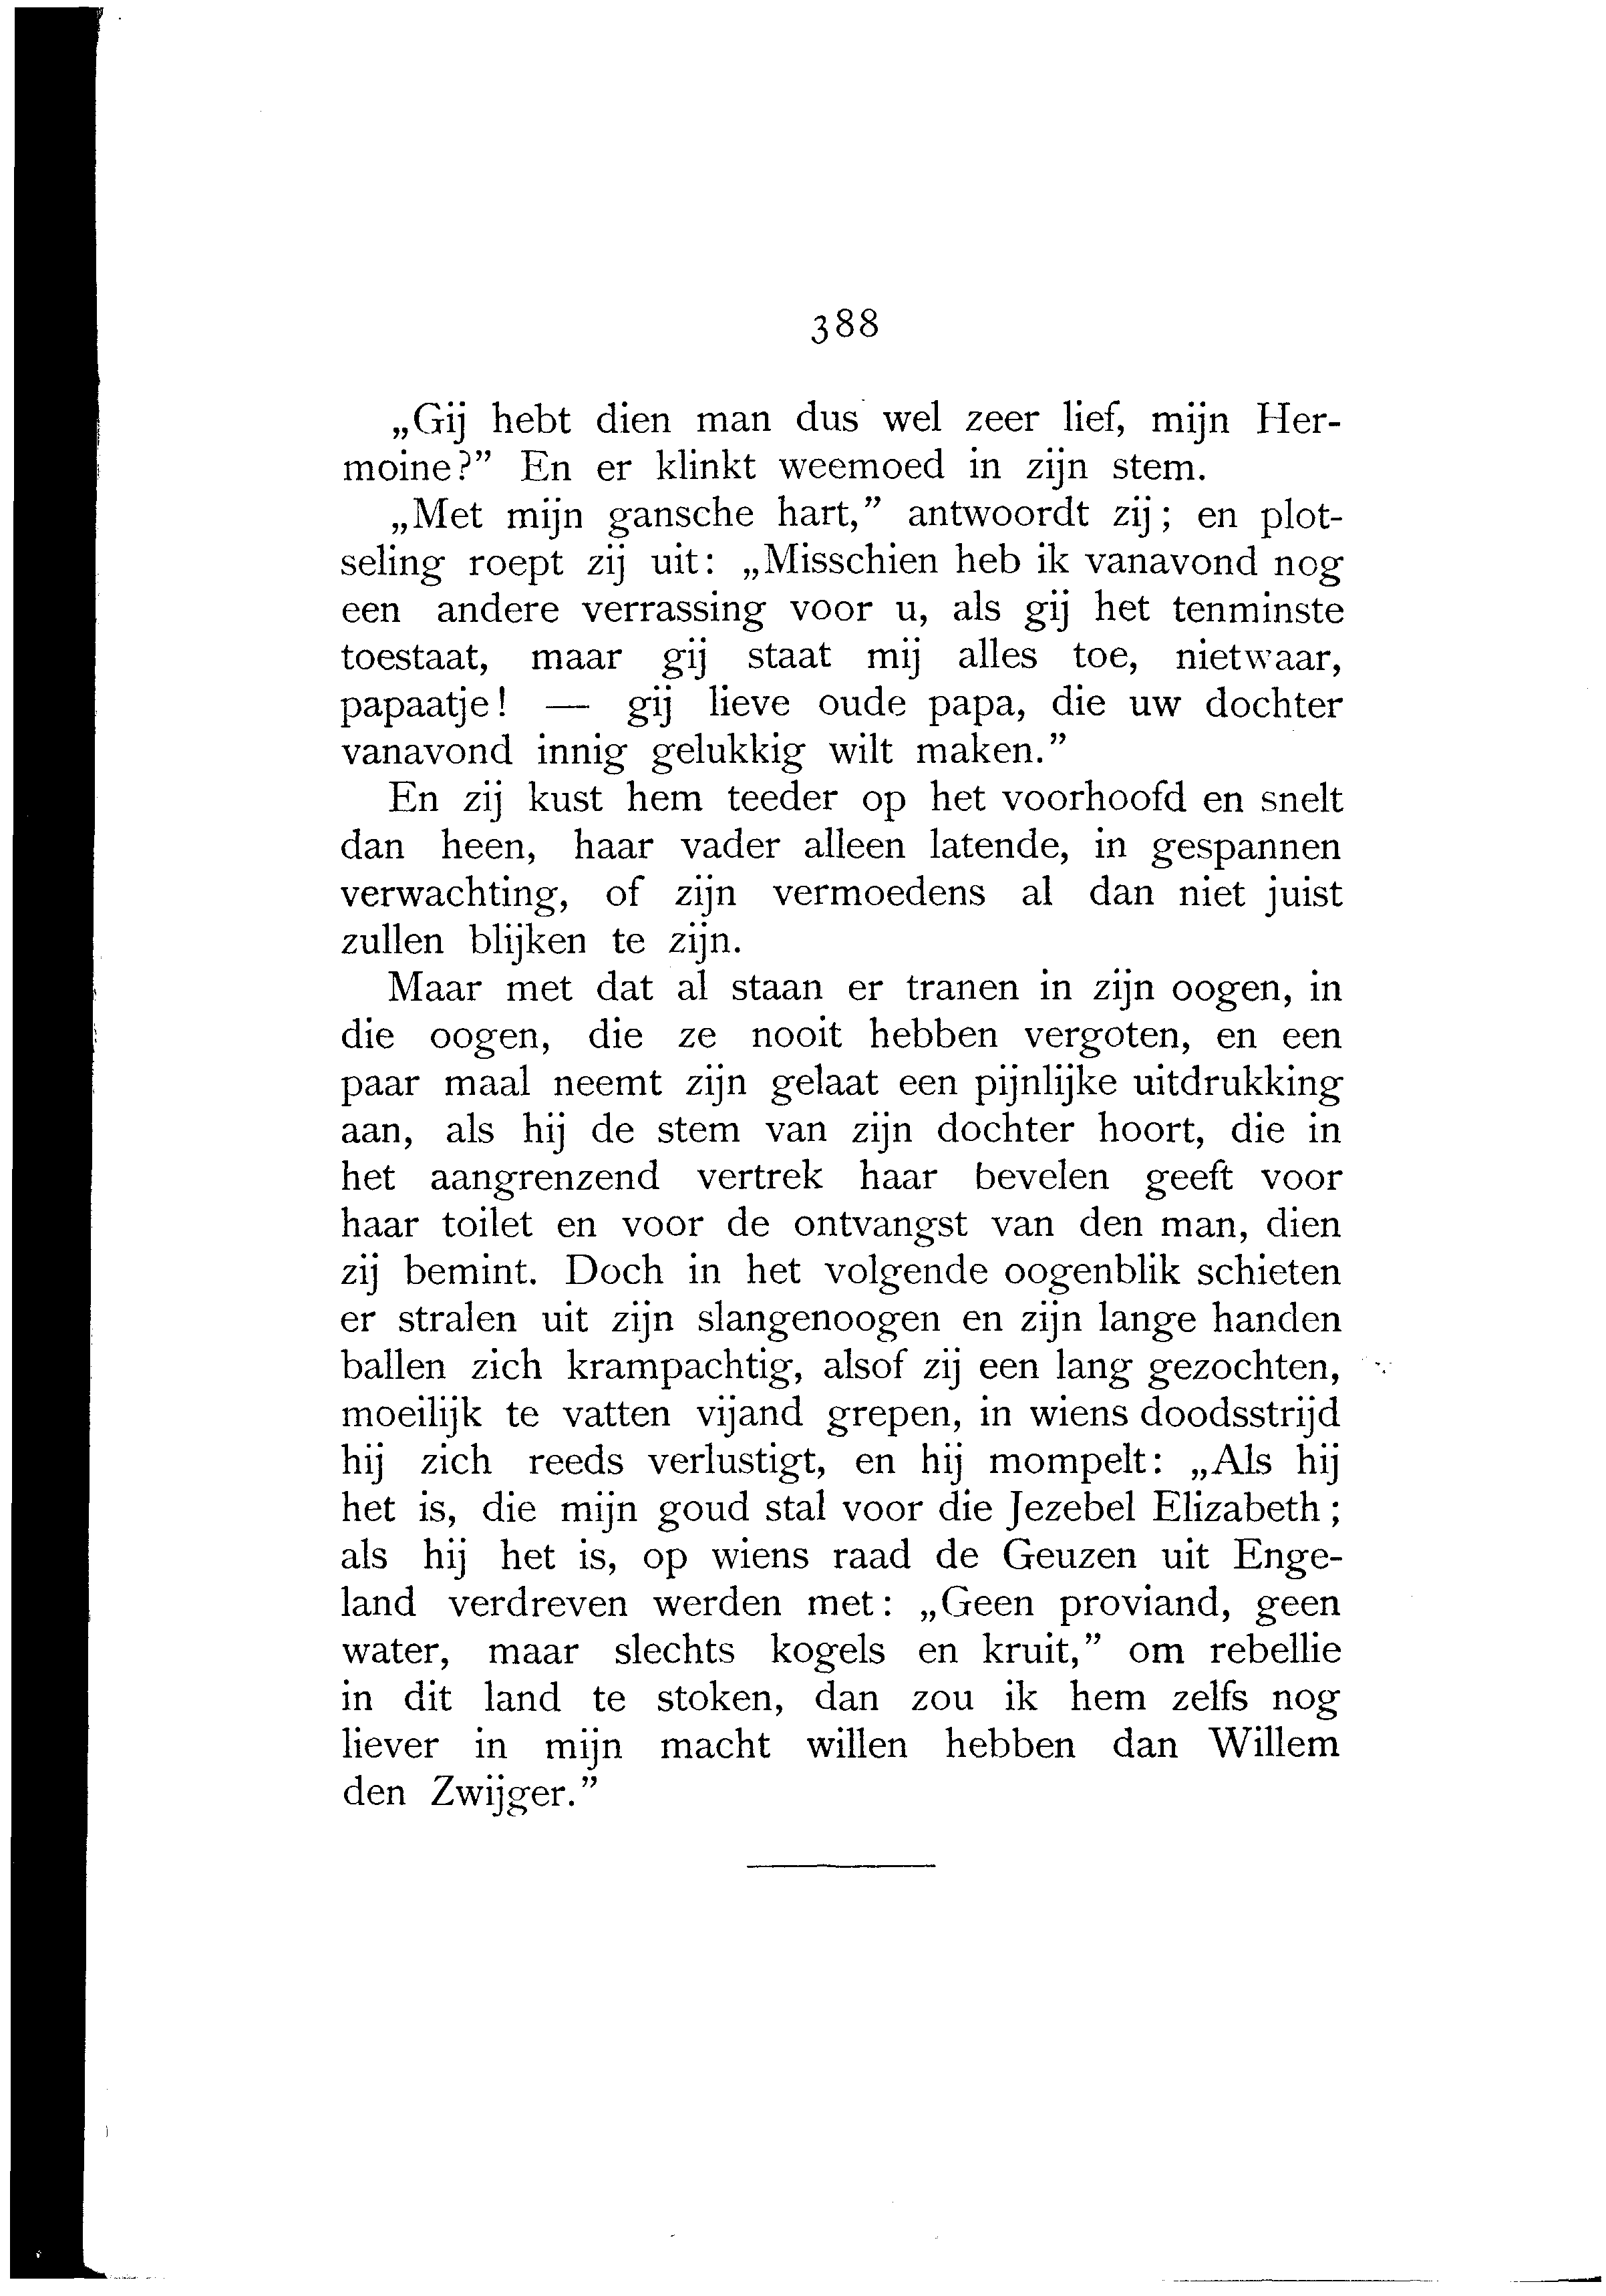 388
„Gij hebt dien man dus wel zeer lief, mijn Her-
moine?” En er klinkt weemoed in zijn stem.
„Met mijn gansche hart,” antwoordt zij; en plot-
seling roept zij uit: „Misschien heb ik vanavond nog
een andere verrassing voor u, als gij het tenminste
toestaat, maar gij staat mij alles toe, nietwaar,
papaatje! — gij lieve oude papa, die uw dochter
vanavond innig gelukkig wilt maken.”
En zij kust hem teeder op het voorhoofd en snelt
dan heen, haar vader alleen latende, in gespannen
verwachting, of zijn vermoedens al dan niet juist
zullen blijken te zijn.
Maar met dat al staan er tranen in zijn oogen, in
die oogen, die ze nooit hebben vergoten, en een
paar maal neemt zijn gelaat een pijnlijke uitdrukking
aan, als hij de stem van zijn dochter hoort, die in
het aangrenzend vertrek haar bevelen geeft voor
haar toilet en voor de ontvangst van den man, dien
zij bemint. Doch in het volgende oogenblik schieten
er stralen uit zijn slangenoogen en zijn lange handen
ballen zich krampachtig, alsof zij een lang gezochten,
moeilijk te vatten vijand grepen, in wiens doodsstrijd
hij zich reeds verlustigt, en hij mompelt: „Als hij
het is, die mijn goud stal voor die Jezebel Elizabeth;
als hij het is, op wiens raad de Geuzen uit Enge-
land verdreven werden met: „Geen proviand, geen
water, maar slechts kogels en kruit,” om rebellie
in dit land te stoken, dan zou ik hem zelfs nog
liever in mijn macht willen hebben dan Willem
den Zwijger.”